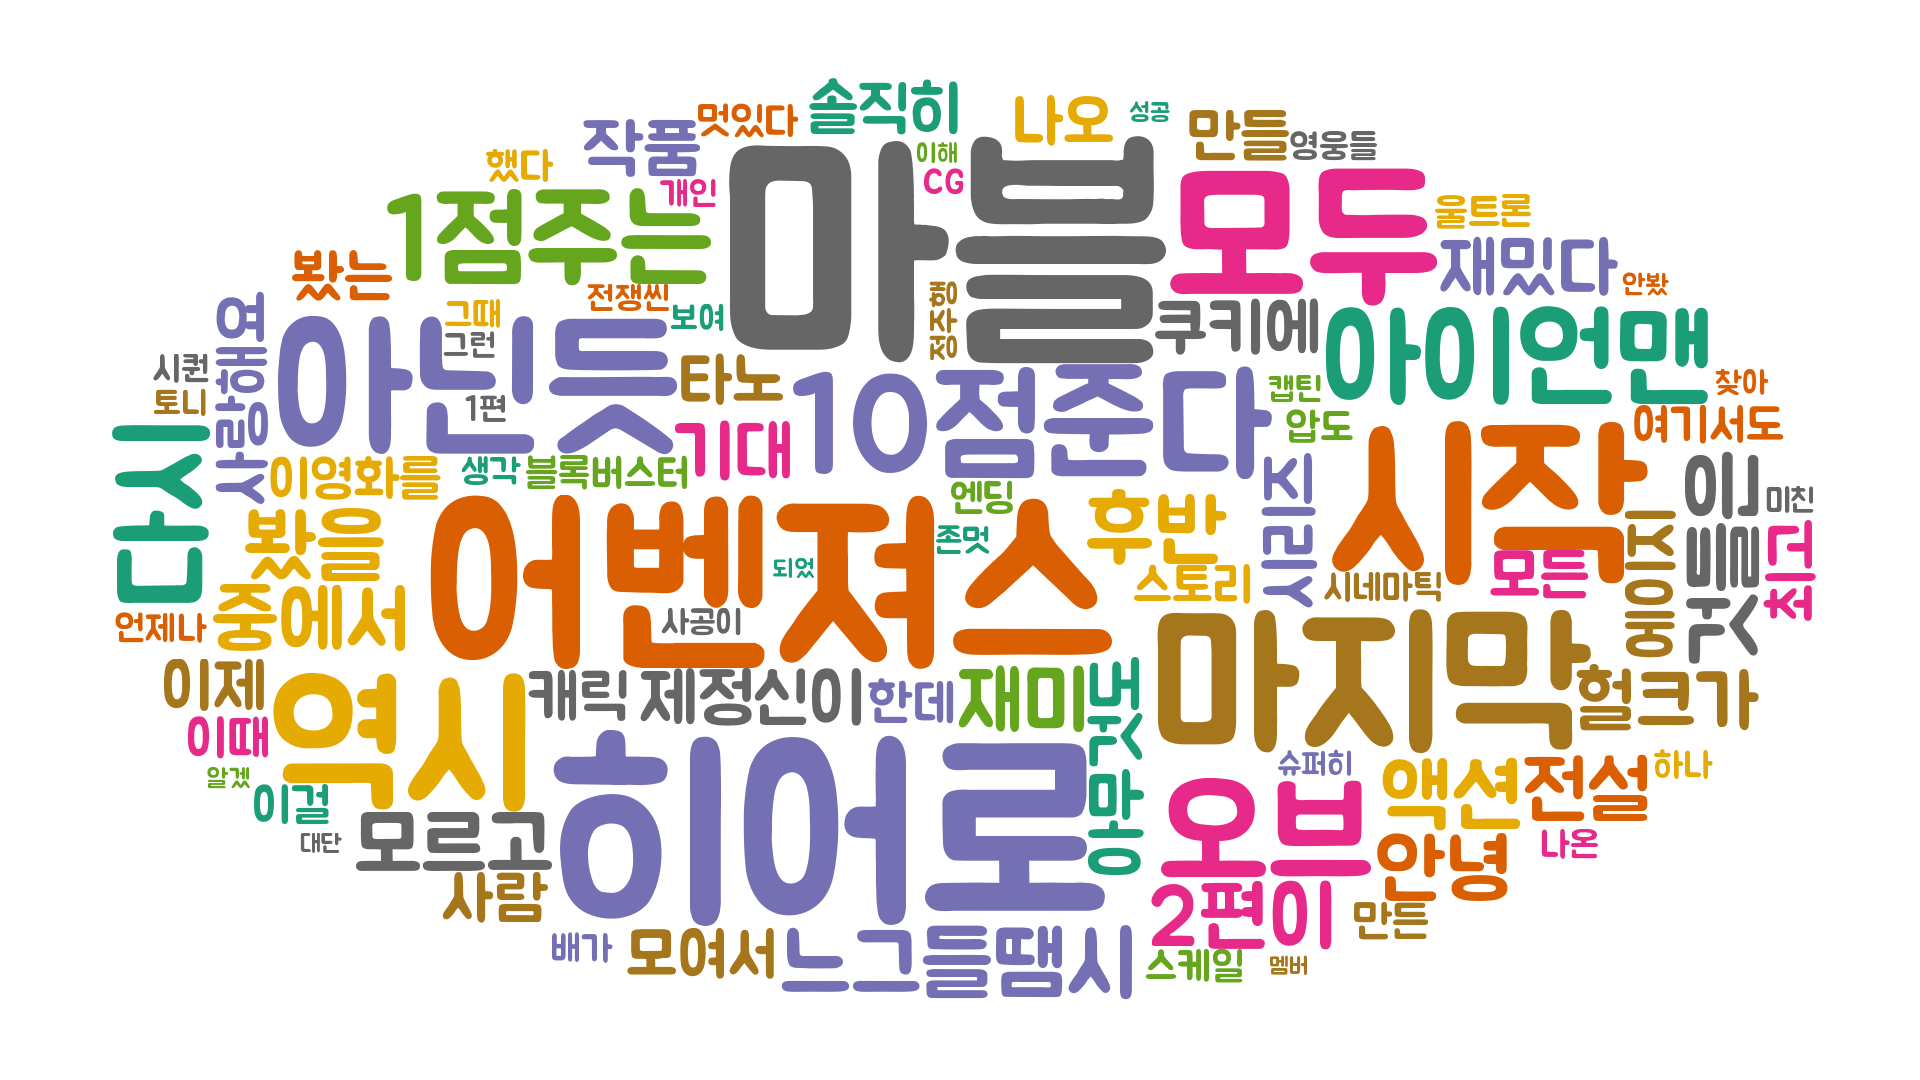 솔직히
나오
성공
멋있다
만들
영웅들
작품
이해
했다
마블
CG
개인
모두
1점주는
울트론
재밌다
봤는
안봤
전쟁씬
정주행
그때
보여
사랑해여
쿠키에
아이언맨
그런
아닌듯
시퀀
타노
10점준다
캡틴
찾아
토니
1편
압도
여기서도
다시
기대
시작
이영화를
생각
블록버스터
시리즈
엔딩
후반
이니
미친
봤을
어벤져스
존멋
되었
스토리
시네마틱
모든
지웅
것들
최고
중에서
언제나
사공이
마지막
이제
역시
캐릭
제정신이
한데
재미
것도
헐크가
이때
히어로
슈퍼히
하나
알겠
이걸
오브
액션
전설
악마
대단
모르고
안녕
나온
사람
2편이
만든
배가
모여서
느그들땜시
스케일
멤버